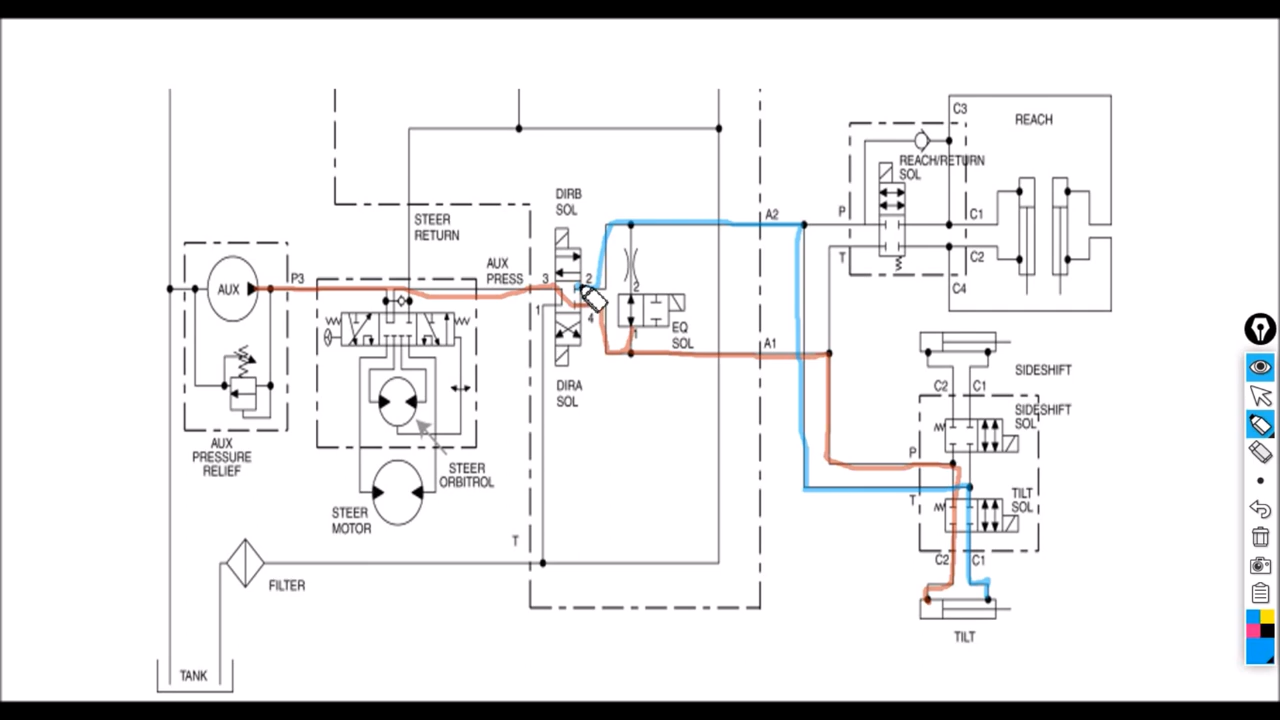 C3
REACH
REACH/RETURN
SOL
DIRB
SOL
A2
P
C1
STEER
RETURN
T
C2
AUX
PRESS
P3
3
2
AUX
C4
1
4
2
1
EQ
SOL
A1
DIRA
SOL
SIDESHIFT
C2
C1
SIDESHIFT
SOL
AUX
PRESSURE
RELIEF
P
STEER
ORBITROL
T
TILT
SOL
STEER
MOTOR
T
C2
C1
FILTER
TILT
TANK